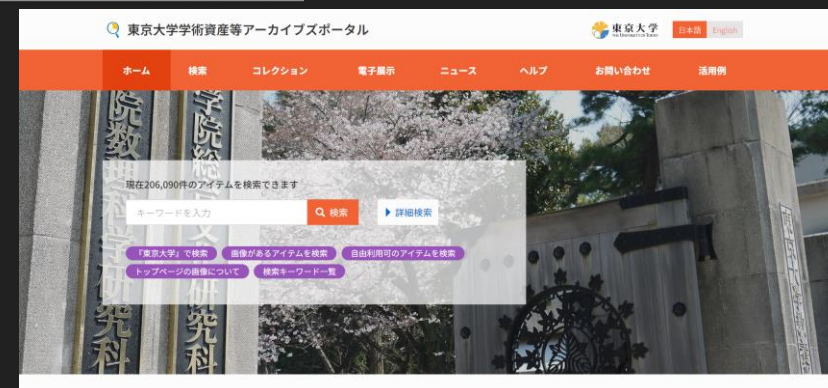 東京大学学術資産等アーカイブズポータル
東京大学
The University of Tokyo
日本語 English
ホーム 検索 コレクション 電子展示 ニュース ヘルプ お問い合わせ 活用例
現在206,090件のアイテムを検索できます
キーワードを入力 検索 詳細検索
『東京大学』で検索 画像があるアイテムを検索 自由利用可のアイテムを検索
トップページの画像について 検索キーワード一覧
院数理科学研究科
学院総
文
研究科